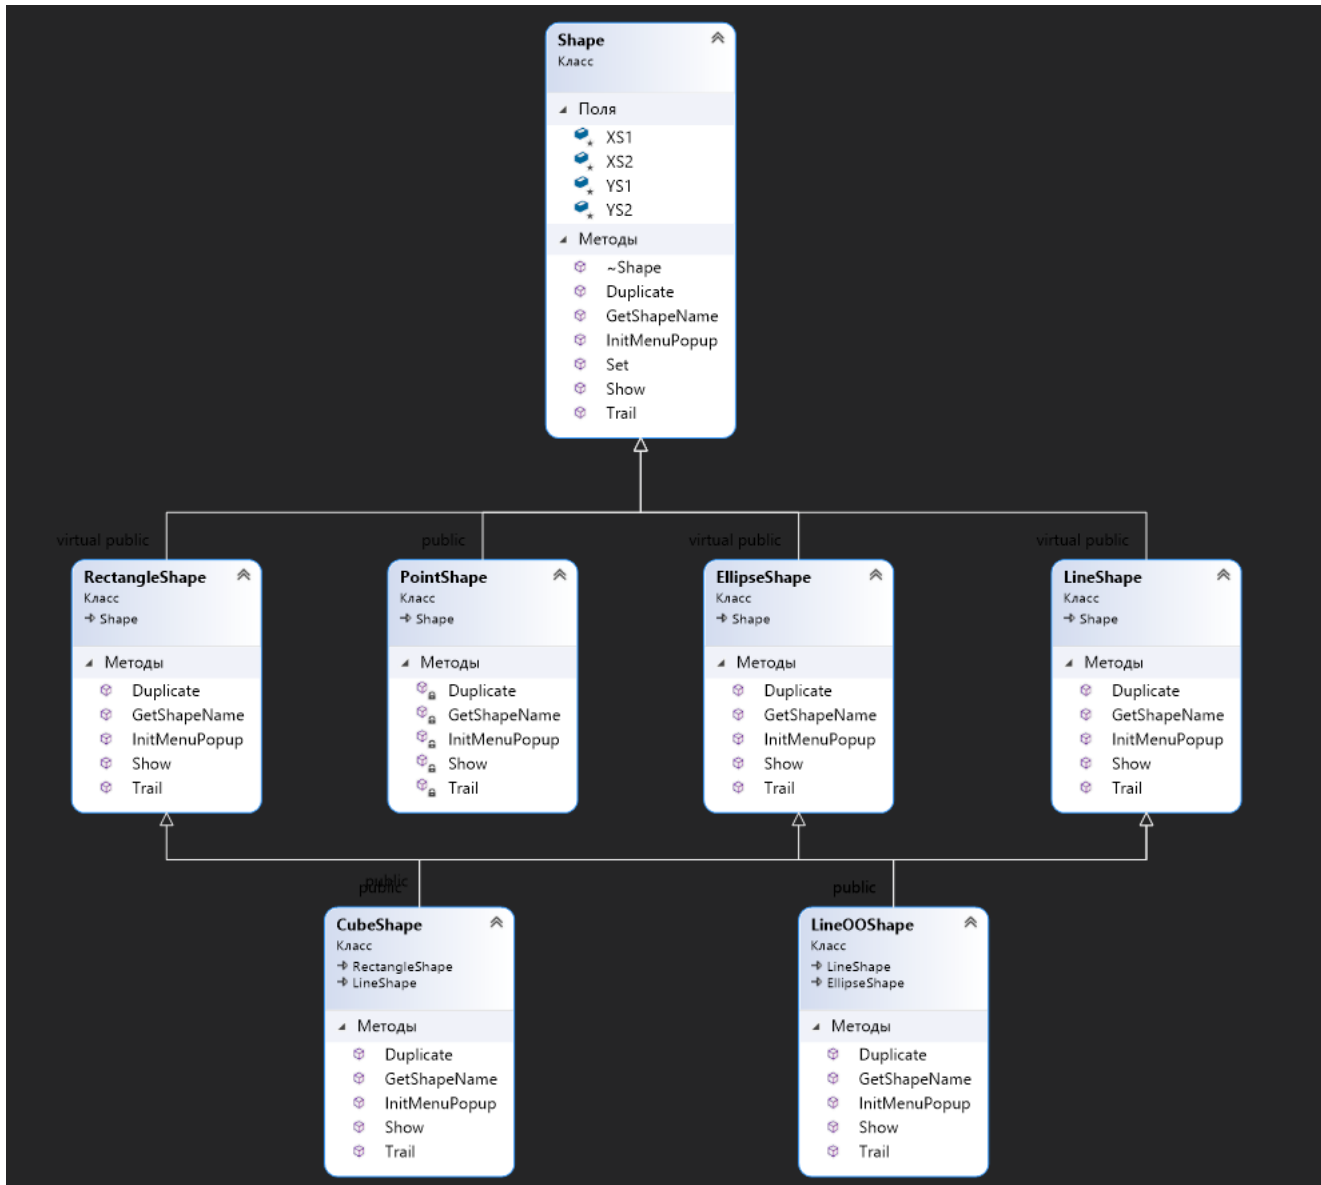 Shape
Класс
Поля
XS1
XS2
YS1
YS2
Методы
~Shape
Duplicate
GetShapeName
InitMenuPopup
Set
Show
Trail
virtual public
public
virtual public
virtual public
RectangleShape
Класс
Shape
Методы
Duplicate
GetShapeName
InitMenuPopup
Show
Trail
PointShape
Класс
Shape
Методы
Duplicate
GetShapeName
InitMenuPopup
Show
Trail
EllipseShape
Класс
Shape
Методы
Duplicate
GetShapeName
InitMenuPopup
Show
Trail
LineShape
Класс
Shape
Методы
Duplicate
GetShapeName
InitMenuPopup
Show
Trail
public
public
public
CubeShape
Класс
RectangleShape
LineShape
Методы
Duplicate
GetShapeName
InitMenuPopup
Show
Trail
LineOOShape
Класс
LineShape
EllipseShape
Методы
Duplicate
GetShapeName
InitMenuPopup
Show
Trail